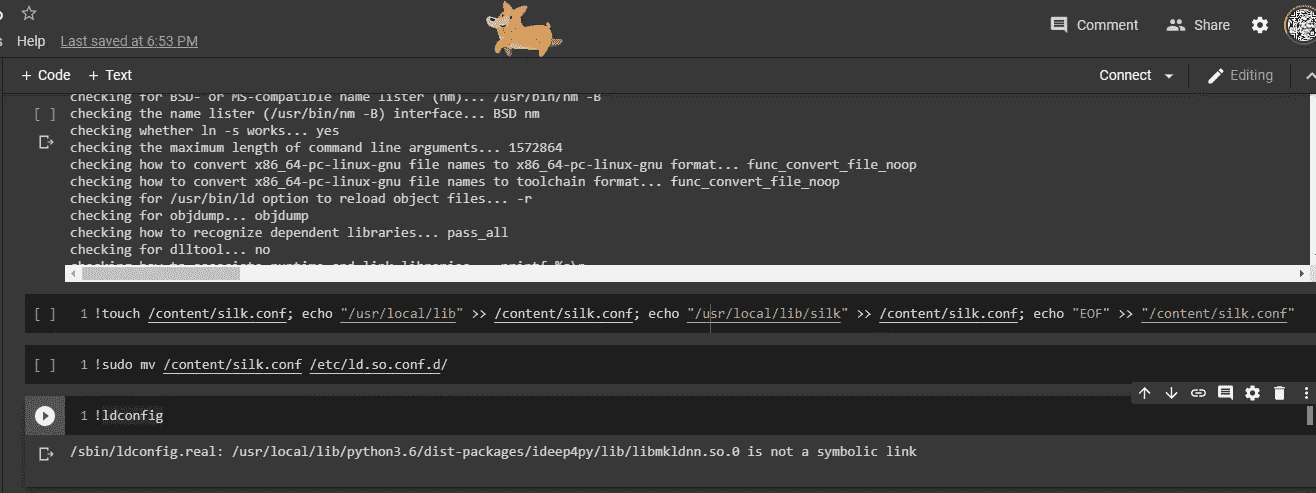 Comment Share
Help Last saved at 6:53 PM
+ Code + Text Connect Editing
checking for BSD- or MS-compatible name lister (nm)... /usr/bin/nm -B
[ ] checking the name lister (/usr/bin/nm -B) interface... BSD nm
checking whether ln -s works... yes
checking the maximum length of command line arguments... 1572864
checking how to convert x86_64-pc-linux-gnu file names to x86_64-pc-linux-gnu format... func_convert_file_noop
checking how to convert x86_64-pc-linux-gnu file names to toolchain format... func_convert_file_noop
checking for /usr/bin/ld option to reload object files... -r
checking for objdump... objdump
checking how to recognize dependent libraries... pass_all
checking for dlltool... no
[ ] 1 !touch /content/silk.conf; echo "/usr/local/lib" >> /content/silk.conf; echo "/usr/local/lib/silk" >> /content/silk.conf; echo "EOF" >> "/content/silk.conf"
[ ] 1 !sudo mv /content/silk.conf /etc/ld.so.conf.d/
1 !ldconfig
/sbin/ldconfig.real: /usr/local/lib/python3.6/dist-packages/ideep4py/lib/libmkldnn.so.0 is not a symbolic link